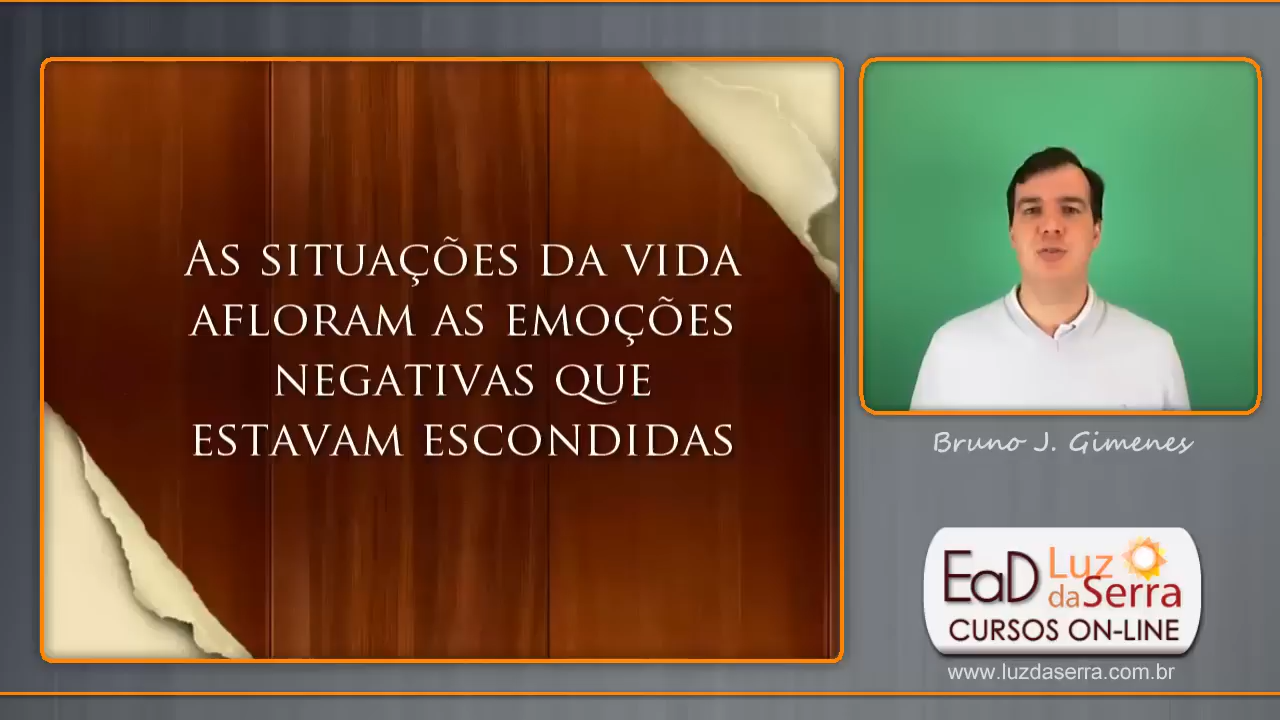 As situações da vida
afloram as emoções
negativas que
estavam escondidas
Bruno J. Gimenes
EaD Luz
da Serra
CURSOS ON-LINE
www.luzdaserra.com.br